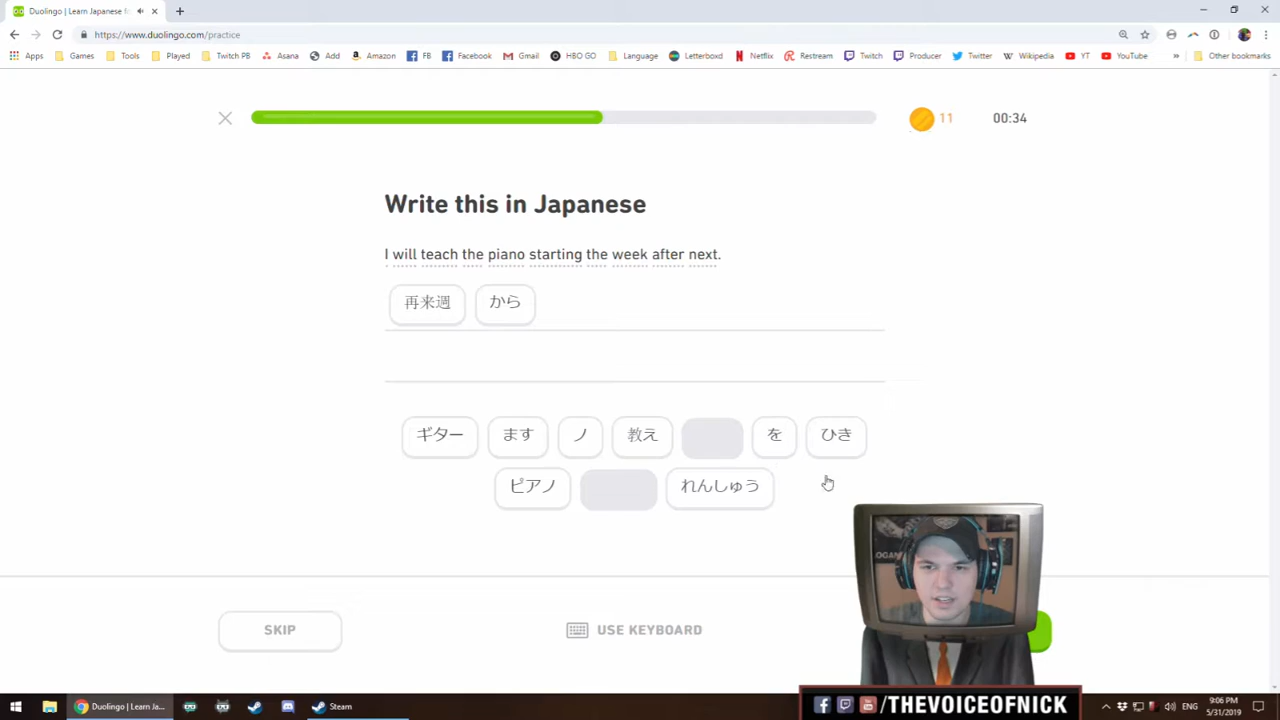 Duolingo | Learn Japanese f
https://www.duolingo.com/practice
Apps Games Tools Played Twitch PB Asana Add Amazon FB Facebook Gmail HBO GO Language Letterboxd Netflix Restream Twitch Producer Twitter Wikipedia YT YouTube » Other bookmarks
11 00:34
Write this in Japanese
I will teach the piano starting the week after next.
再来週 から
ギター ます ノ 教え を ひき
ピアノ れんしゅう
SKIP USE KEYBOARD
/THEVOICEOFNICK
Duolingo | Learn Ja... Steam ENG 9:06 PM
5/31/2019